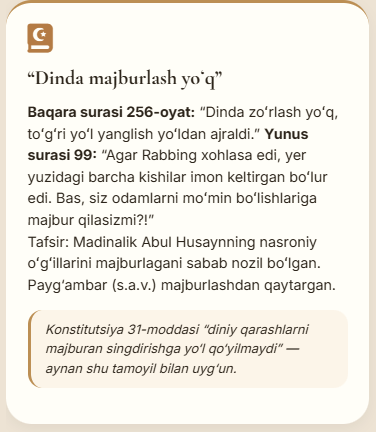 “Dinda majburlash yo‘q”
Baqara surasi 256-oyat: “Dinda zo‘rlash yo‘q,
to‘g‘ri yo‘l yanglish yo‘ldan ajraldi.” Yunus
surasi 99: “Agar Rabbing xohlasa edi, yer
yuzidagi barcha kishilar imon keltirgan bo‘lur
edi. Bas, siz odamlarni mo‘min bo‘lishlariga
majbur qilasizmi?!”
Tafsir: Madinalik Abul Husaynning nasroniy
o‘g‘illarini majburlagani sabab nozil bo‘lgan.
Payg‘ambar (s.a.v.) majburlashdan qaytargan.
Konstitutsiya 31-moddasi “diniy qarashlarni
majburan singdirishga yo‘l qo‘yilmaydi” —
aynan shu tamoyil bilan uyg‘un.